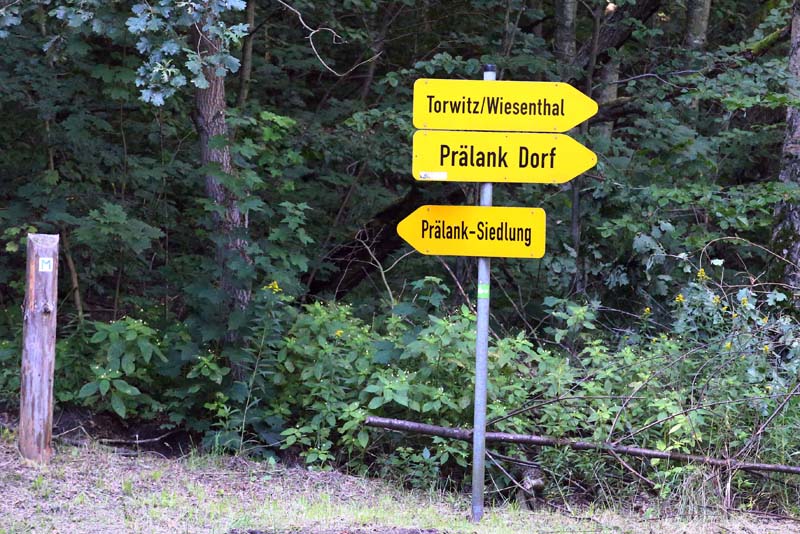 Torwitz/Wiesenthal
Prälank Dorf
Prälank-Siedlung
M